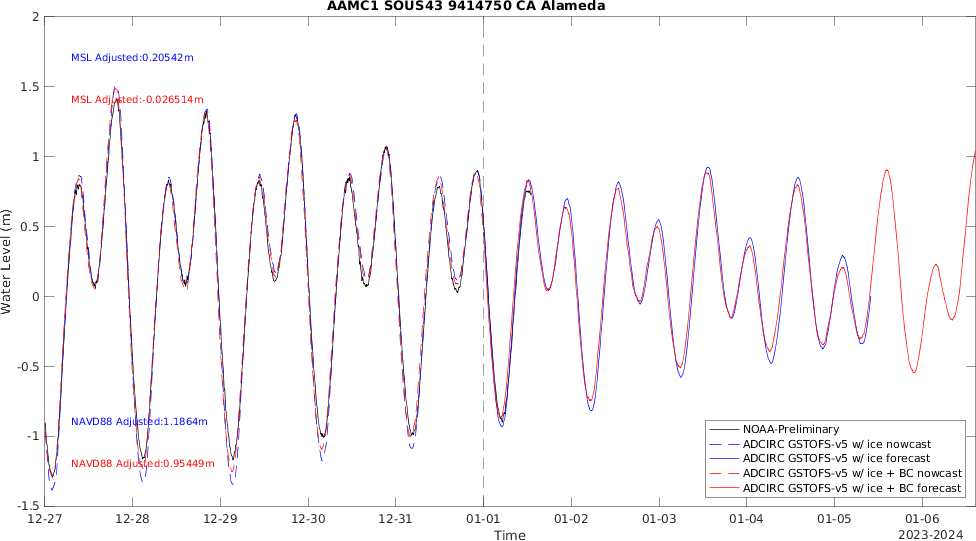 AAMC1 SOUS43 9414750 CA Alameda
MSL Adjusted:0.20542m
MSL Adjusted:-0.026514m
NAVD88 Adjusted:1.1864m
NAVD88 Adjusted:0.95449m
Water Level (m)
2
1.5
1
0.5
0
-0.5
-1
-1.5
NOAA-Preliminary
ADCIRC GSTOFS-v5 w/ ice nowcast
ADCIRC GSTOFS-v5 w/ ice forecast
ADCIRC GSTOFS-v5 w/ ice + BC nowcast
ADCIRC GSTOFS-v5 w/ ice + BC forecast
12-27 12-28 12-29 12-30 12-31 01-01 01-02 01-03 01-04 01-05 01-06
Time
2023-2024